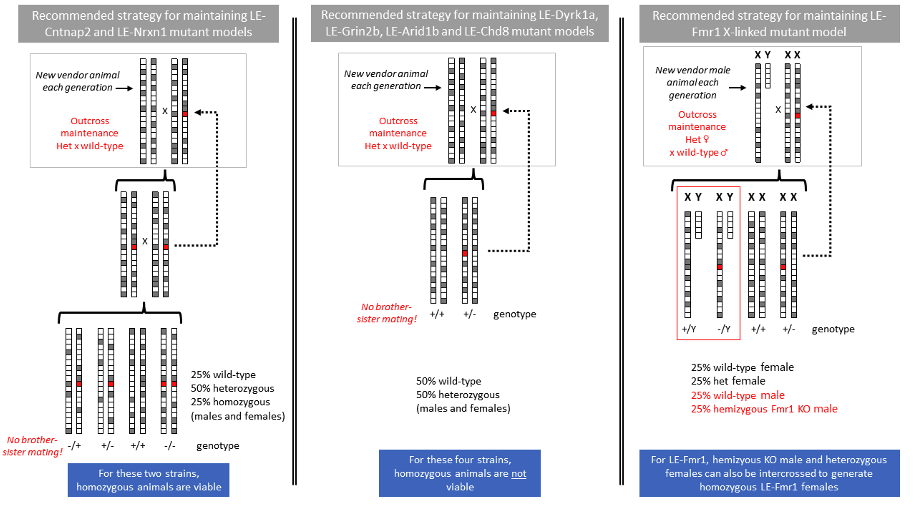 Recommended strategy for maintaining LE-
Cntnap2 and LE-Nrxn1 mutant models
New vendor animal
each generation
X
Outcross
maintenance
Het x wild-type
X
25% wild-type
50% heterozygous
25% homozygous
(males and females)
No brother-
sister mating!
-/+
+/-
+/+
-/-
genotype
For these two strains,
homozygous animals are viable
Recommended strategy for maintaining LE-Dyrk1a,
LE-Grin2b, LE-Arid1b and LE-Chd8 mutant models
New vendor animal
each generation
X
Outcross
maintenance
Het x wild-type
No brother-
sister mating!
+/+
+/-
genotype
50% wild-type
50% heterozygous
(males and females)
For these four strains,
homozygous animals are not
viable
Recommended strategy for maintaining LE-
Fmr1 X-linked mutant model
X Y X X
New vendor male
animal each
generation
X
Outcross
maintenance
Het ♀
x wild-type ♂
X Y X Y X X X X
+/Y
-/Y
+/+
+/-
genotype
25% wild-type female
25% het female
25% wild-type male
25% hemizygous Fmr1 KO male
For LE-Fmr1, hemizyous KO male and heterozygous
females can also be intercrossed to generate
homozygous LE-Fmr1 females